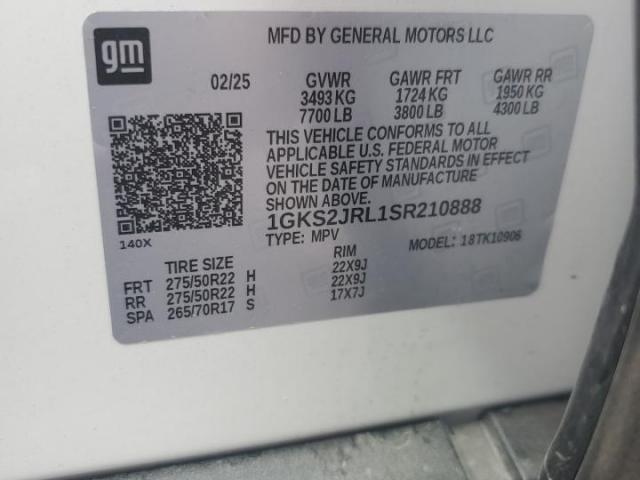 gm
MFD BY GENERAL MOTORS LLC
02/25 GVWR GAWR FRT GAWR RR
3493 KG 1724 KG 1950 KG
7700 LB 3800 LB 4300 LB
THIS VEHICLE CONFORMS TO ALL
APPLICABLE U.S. FEDERAL MOTOR
VEHICLE SAFETY STANDARDS IN EFFECT
ON THE DATE OF MANUFACTURE
SHOWN ABOVE.
1GKS2JRL1SR210888
140X TYPE: MPV MODEL: 18TK10906
TIRE SIZE RIM
FRT 275/50R22 H 22X9J
RR 275/50R22 H 22X9J
SPA 265/70R17 S 17X7J